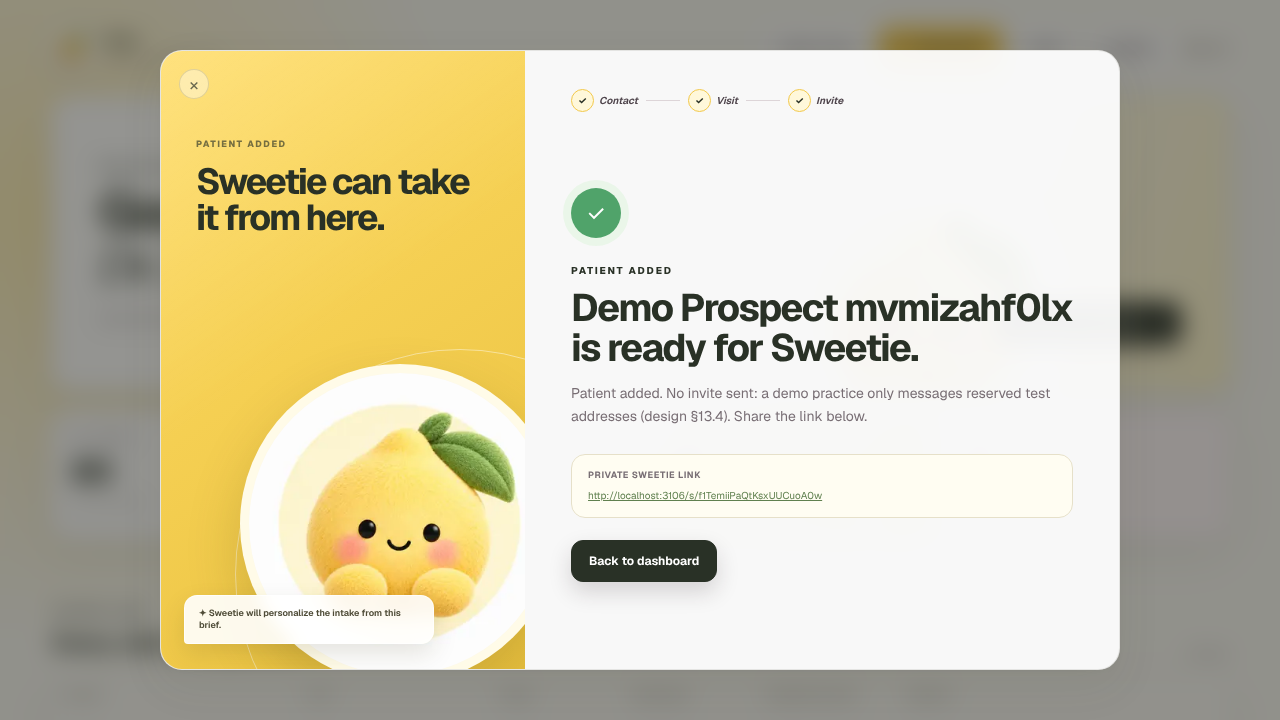 PATIENT ADDED
Sweetie can take
it from here.
✦ Sweetie will personalize the intake from this
brief.
Contact
Visit
Invite
PATIENT ADDED
Demo Prospect mvmizahf0lx
is ready for Sweetie.
Patient added. No invite sent: a demo practice only messages reserved test
addresses (design §13.4). Share the link below.
PRIVATE SWEETIE LINK
http://localhost:3106/s/f1TemiiPaQtKsxUUCuoA0w
Back to dashboard